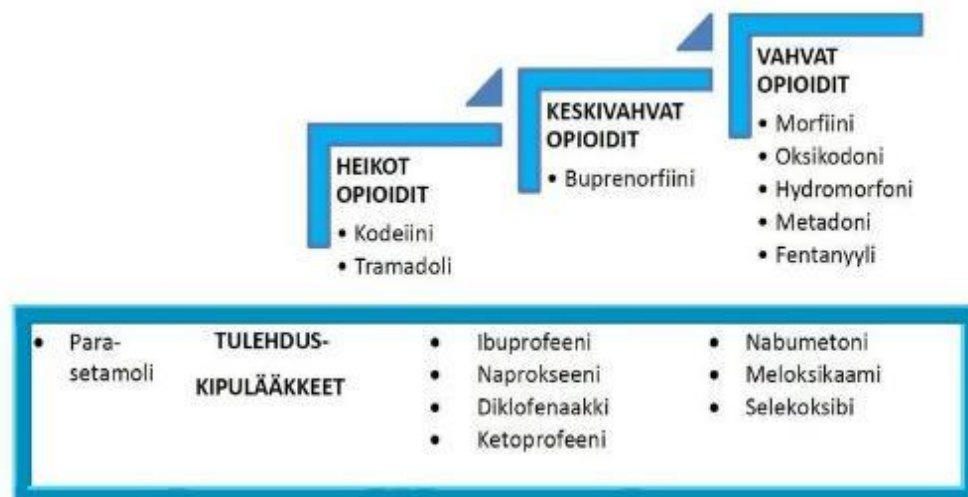 HEIKOT
OPIOIDIT
• Kodeiini
• Tramadoli
KESKIVAHVAT
OPIOIDIT
• Buprenorfiini
VAHVAT
OPIOIDIT
• Morfiini
• Oksikodoni
• Hydromorfoni
• Metadoni
• Fentanyyli
• Para-
setamoli
TULEHDUS-
KIPULÄÄKKEET
• Ibuprofeeni
• Naprokseeni
• Diklofenaakki
• Ketoprofeeni
• Nabumetoni
• Meloksikaami
• Selekoksibi